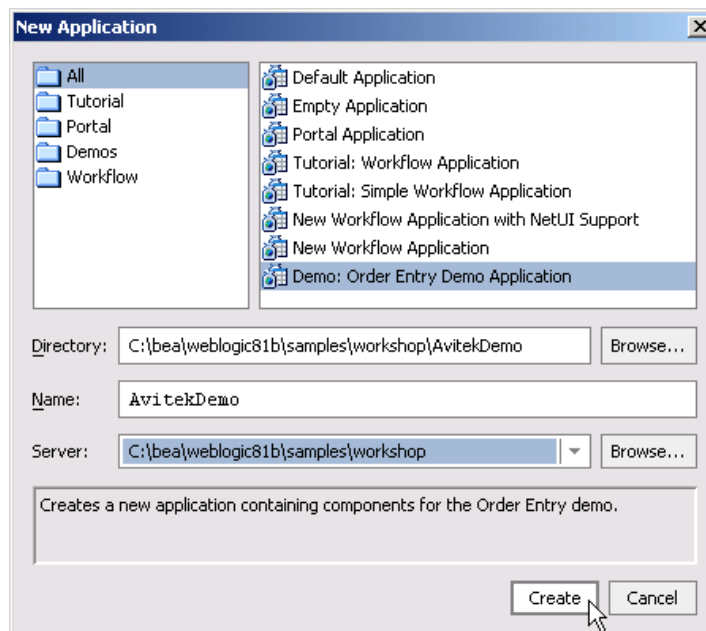 New Application
All
Tutorial
Portal
Demos
Workflow
Default Application
Empty Application
Portal Application
Tutorial: Workflow Application
Tutorial: Simple Workflow Application
New Workflow Application with NetUI Support
New Workflow Application
Demo: Order Entry Demo Application
Directory: C:\bea\weblogic81b\samples\workshop\AvitekDemo Browse...
Name: AvitekDemo
Server: C:\bea\weblogic81b\samples\workshop Browse...
Creates a new application containing components for the Order Entry demo.
Create Cancel